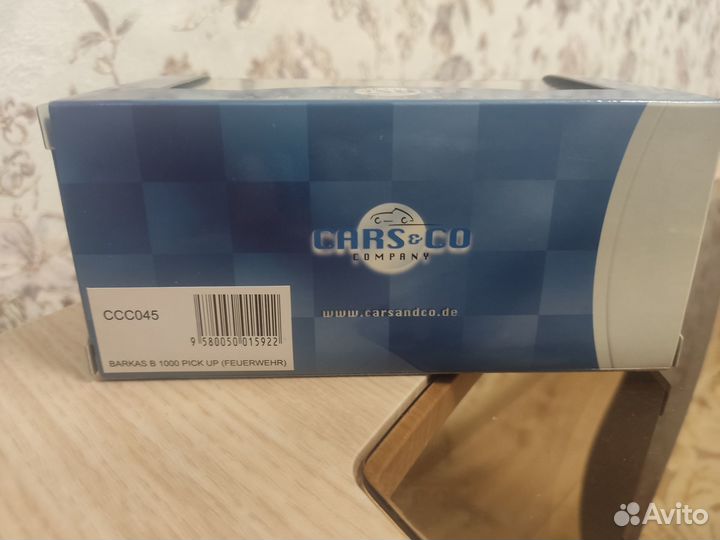 CARS & CO
COMPANY
www.carsandco.de
CCC045
9 580050 015922
BARKAS B 1000 PICK UP (FEUERWEHR)
Avito